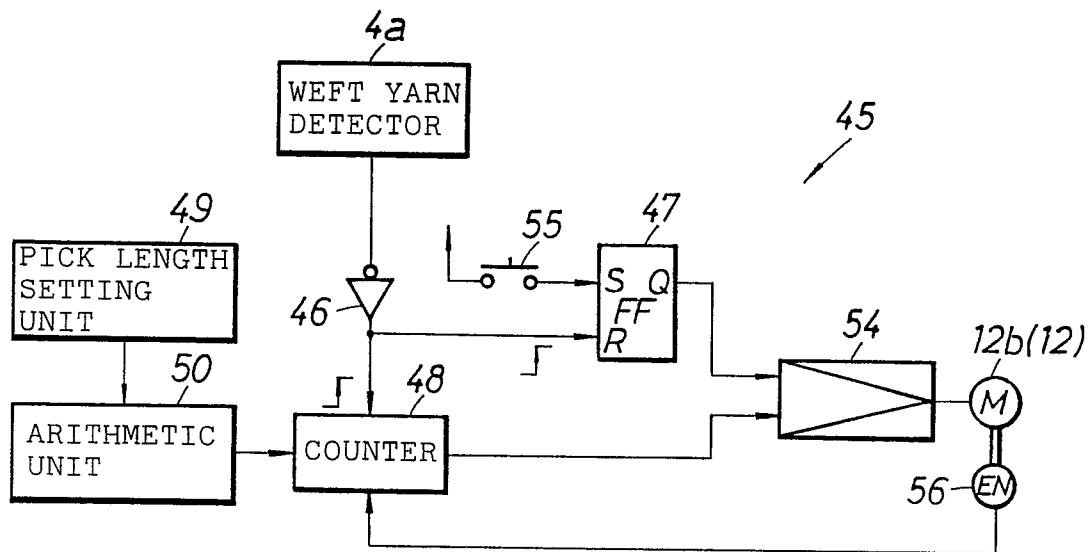 4a
WEFT YARN
DETECTOR
45
49
PICK LENGTH
SETTING
UNIT
55
47
S Q
FF
R
46
54
12b(12)
M
50
ARITHMETIC
UNIT
48
COUNTER
56
EN